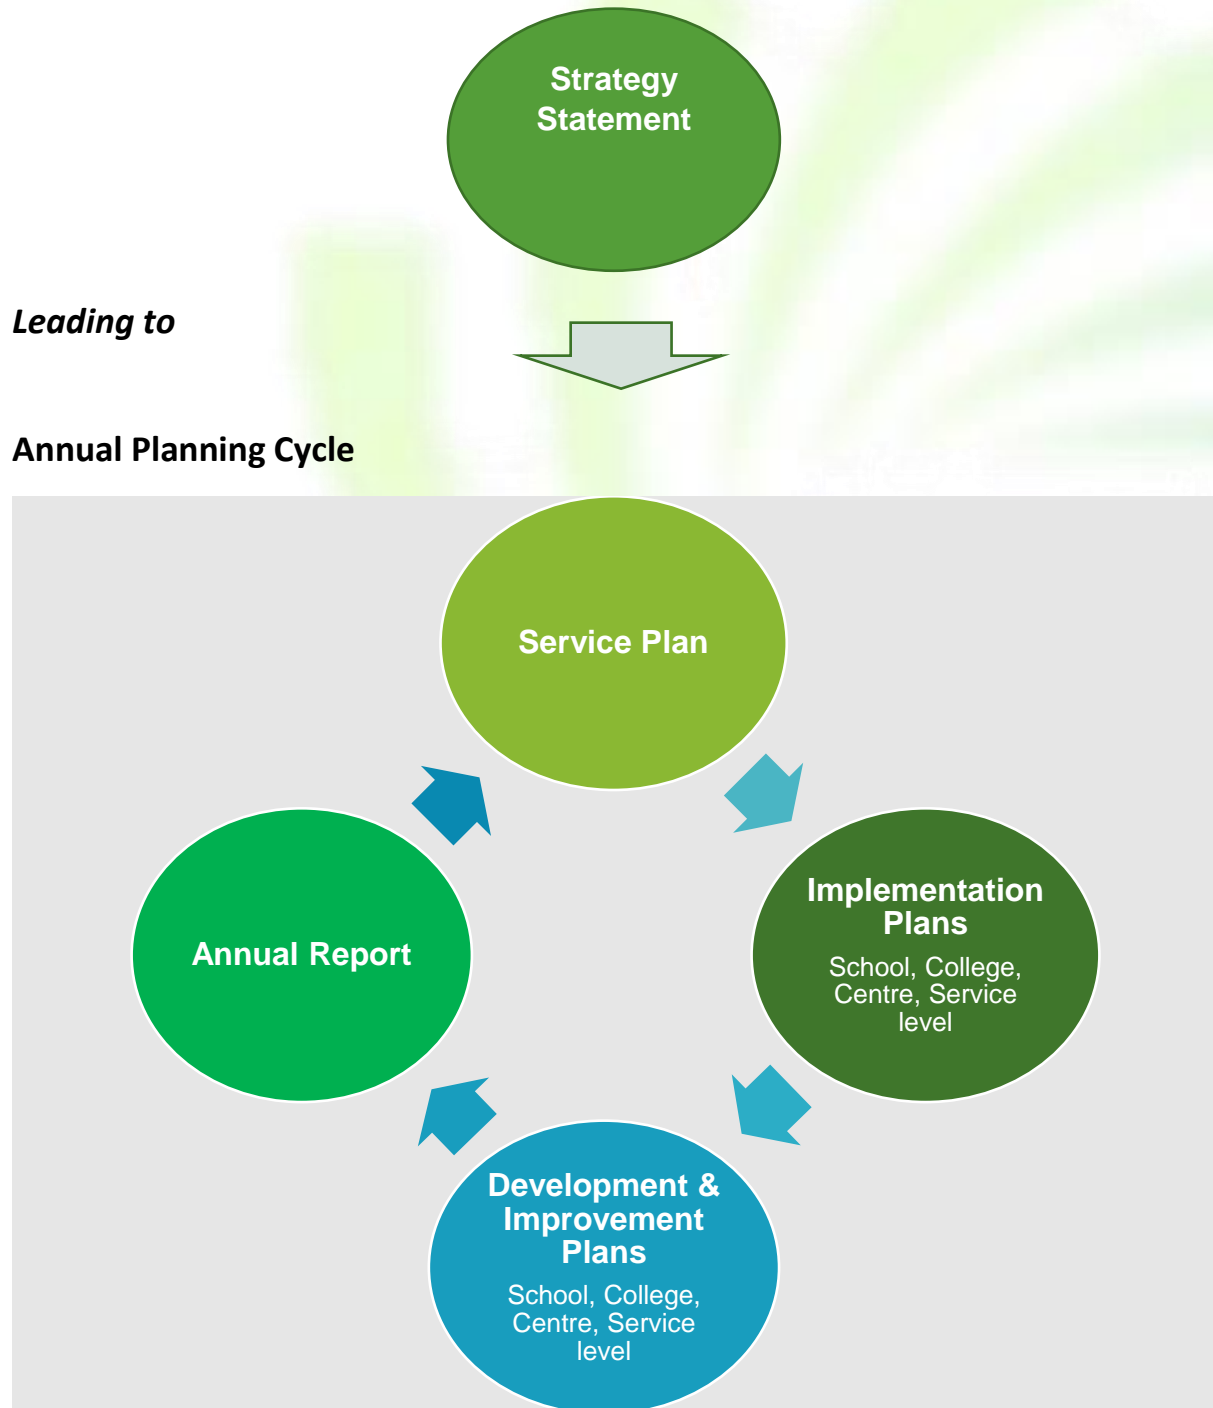 Strategy
Statement
Leading to
Annual Planning Cycle
Service Plan
Implementation
Plans
School, College,
Centre, Service
level
Annual Report
Development &
Improvement
Plans
School, College,
Centre, Service
level